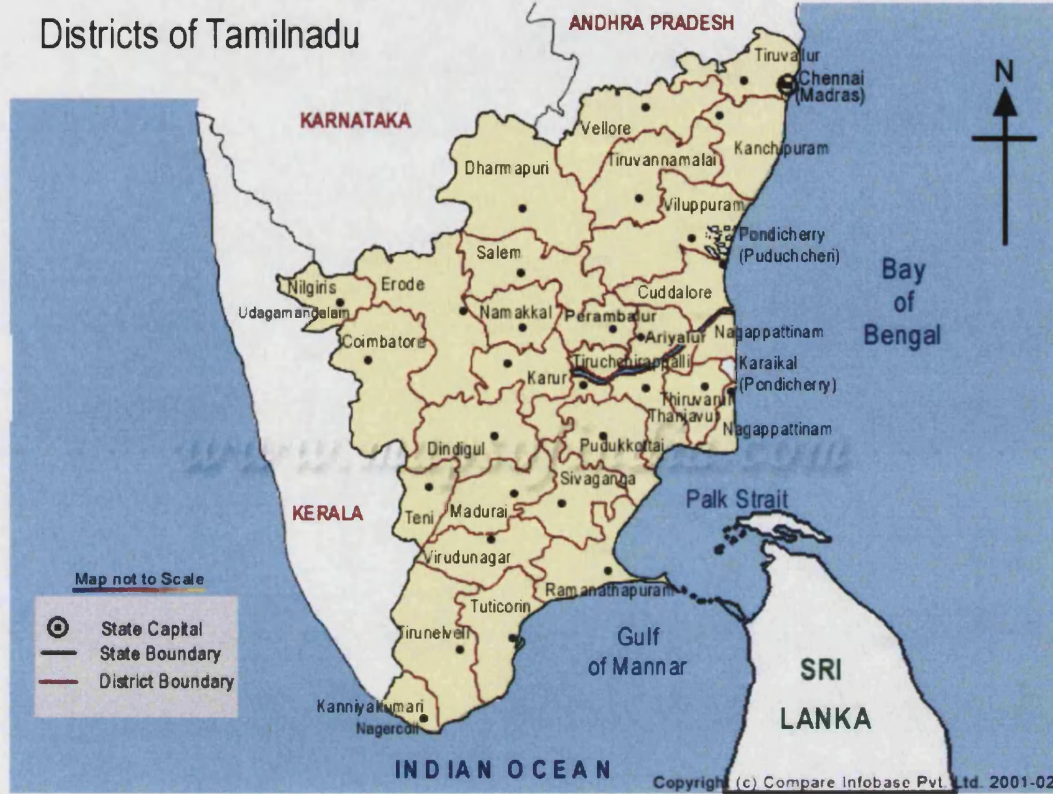 Districts of Tamilnadu
ANDHRA PRADESH
Tiruvalur
Chennai
(Madras)
N
KARNATAKA
Vellore
Kanchipuram
Dharmapuri
Tiruvannamalai
Viluppuram
Pondicherry
(Puduchcheri)
Salem
Nilgiris
Erode
Cuddalore
Bay
of
Bengal
Udagamandalam
Namakkal
Perambalur
Nagappattinam
Coimbatore
Ariyalur
Tiruchchirappalli
Karaikal
(Pondicherry)
Karur
Thiruvarur
Thanjavur
Nagappattinam
Dindigul
Pudukkottai
Sivaganga
Palk Strait
KERALA
Teni
Madurai
Virudunagar
Map not to Scale
Ramanathapuram
Tuticorin
State Capital
State Boundary
District Boundary
Tirunelveli
Gulf
of Mannar
SRI
LANKA
Kanniyakumari
Nagercoil
INDIAN OCEAN
Copyright (c) Compare Infobase Pvt. Ltd. 2001-02